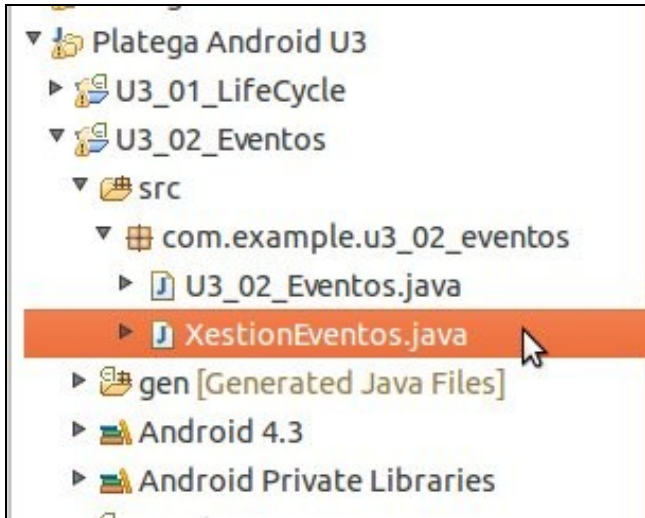 Platega Android U3
U3_01_LifeCycle
U3_02_Eventos
src
com.example.u3_02_eventos
U3_02_Eventos.java
XestionEventos.java
gen [Generated Java Files]
Android 4.3
Android Private Libraries